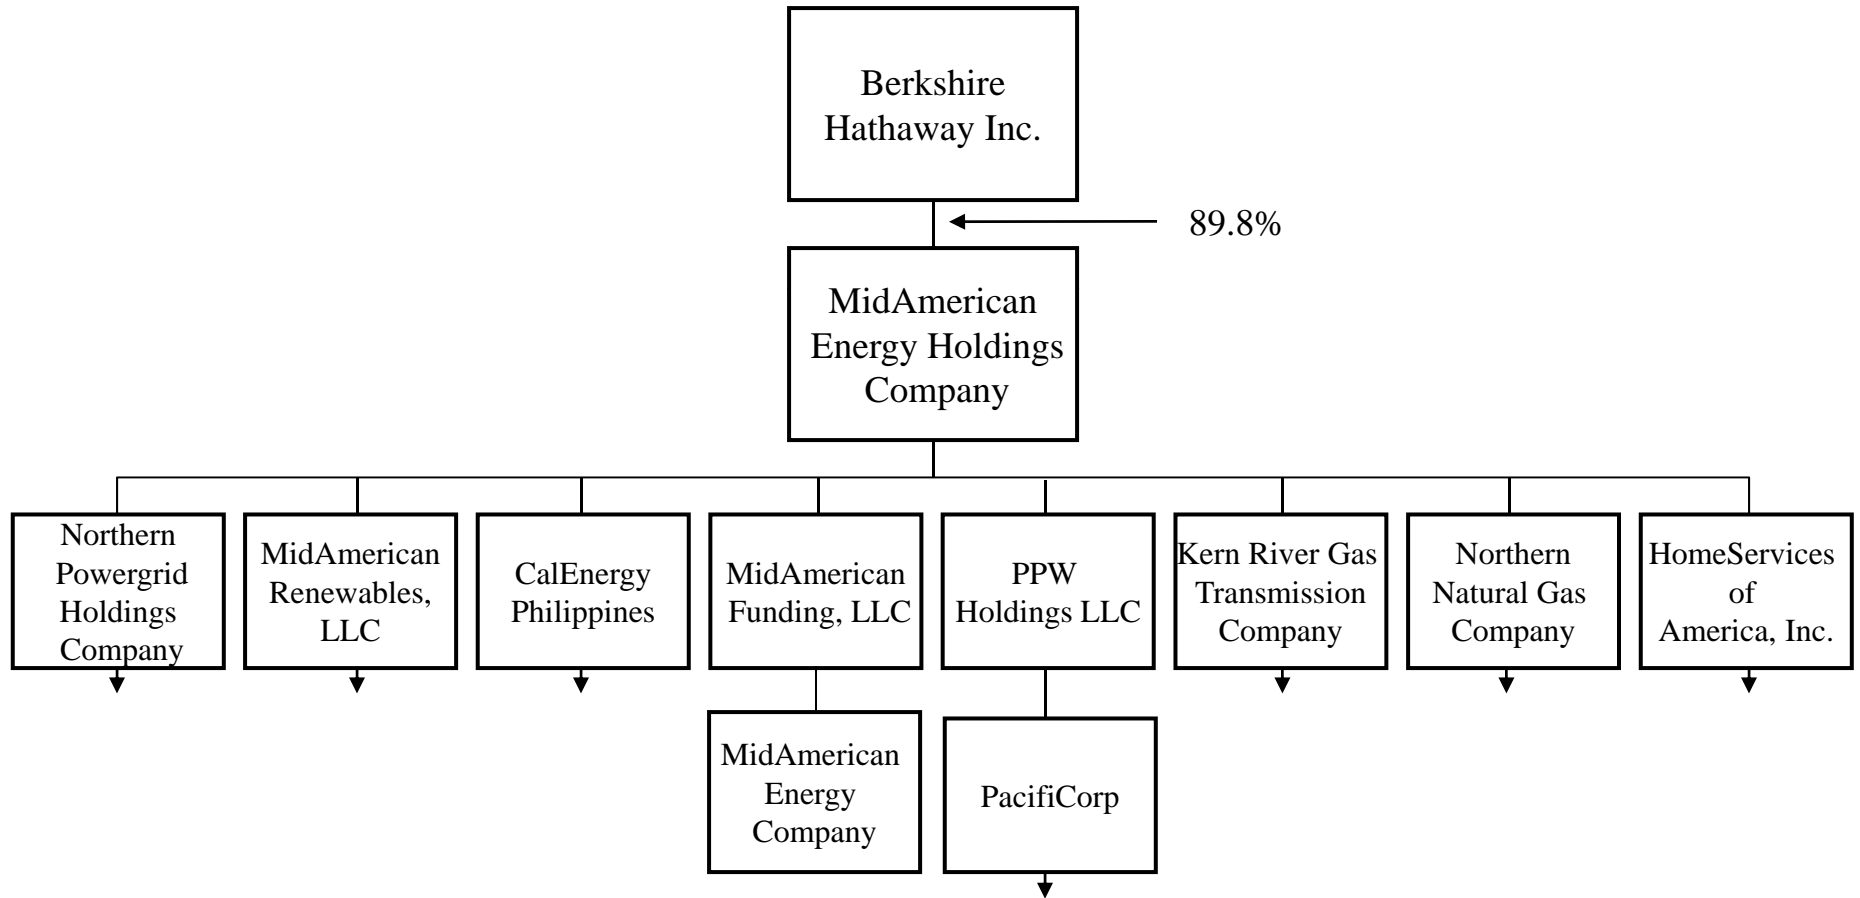 Berkshire
Hathaway Inc.
89.8%
MidAmerican
Energy Holdings
Company
Northern
Powergrid
Holdings
Company
MidAmerican
Renewables,
LLC
CalEnergy
Philippines
MidAmerican
Funding, LLC
PPW
Holdings LLC
Kern River Gas
Transmission
Company
Northern
Natural Gas
Company
HomeServices
of
America, Inc.
MidAmerican
Energy
Company
PacifiCorp